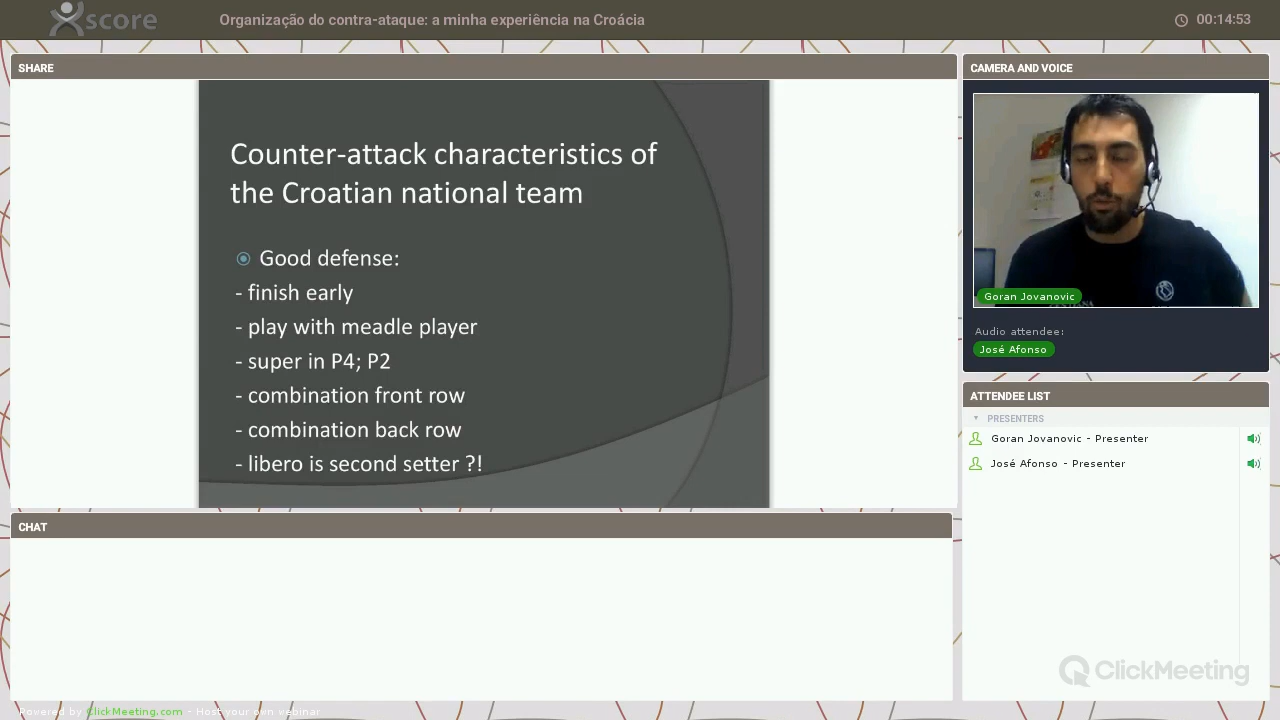 score
Organização do contra-ataque: a minha experiência na Croácia
00:14:53
SHARE
Counter-attack characteristics of
the Croatian national team
Good defense:
- finish early
- play with meadle player
- super in P4; P2
- combination front row
- combination back row
- libero is second setter ?!
CHAT
CAMERA AND VOICE
Goran Jovanovic
Audio attendee:
José Afonso
ATTENDEE LIST
PRESENTERS
Goran Jovanovic - Presenter
José Afonso - Presenter
ClickMeeting
Powered by ClickMeeting.com - Host your own webinar